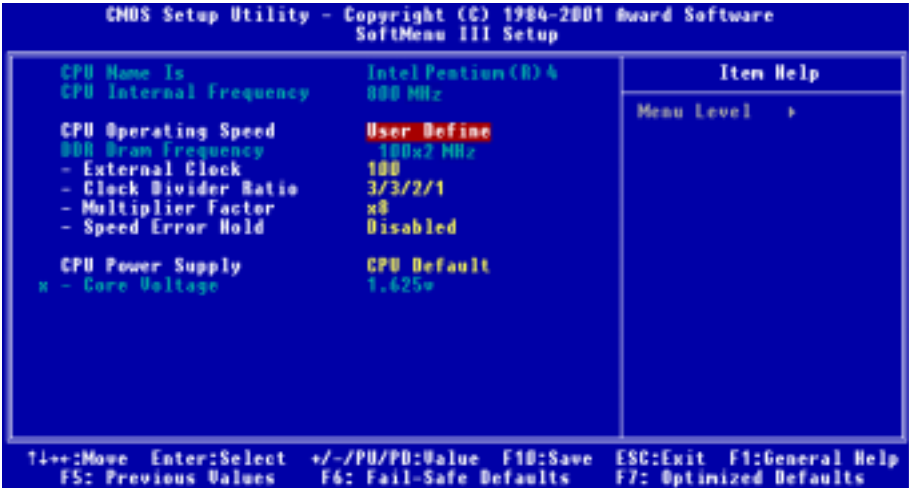 CMOS Setup Utility - Copyright (C) 1984-2001 Award Software
SoftMenu III Setup
CPU Name Is Intel Pentium (R) 4
CPU Internal Frequency 800 MHz
CPU Operating Speed User Define
DDR Dram Frequency 100x2 MHz
- External Clock 100
- Clock Divider Ratio 3/3/2/1
- Multiplier Factor x8
- Speed Error Hold Disabled
CPU Power Supply CPU Default
x - Core Voltage 1.625v
Item Help
Menu Level ▸
↑↓→←:Move Enter:Select +/-/PU/PD:Value F10:Save ESC:Exit F1:General Help
F5: Previous Values F6: Fail-Safe Defaults F7: Optimized Defaults